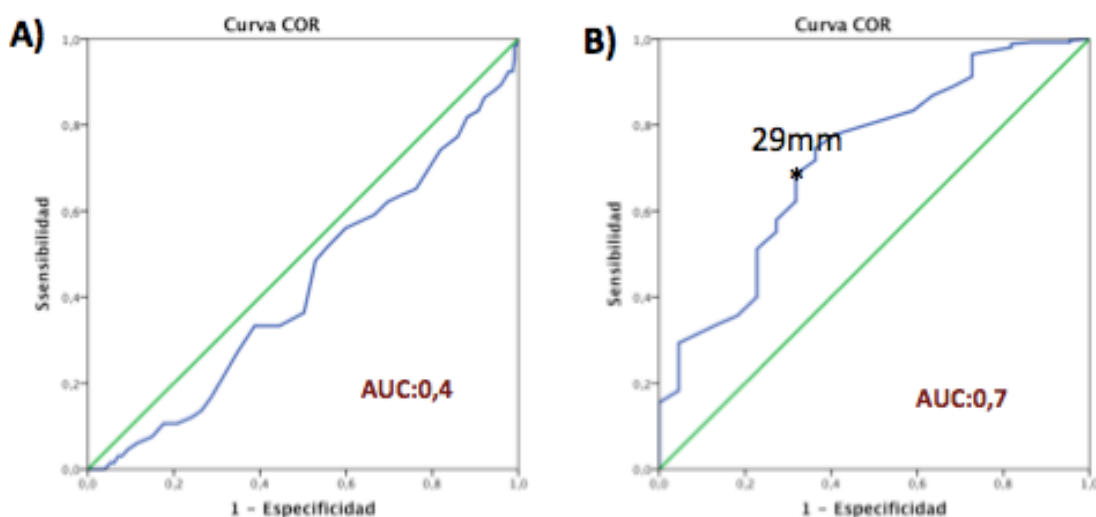 A)
Curva COR
1,0
0,8
0,6
0,4
0,2
0,0
Ssensibilidad
AUC:0,4
0,0 0,2 0,4 0,6 0,8 1,0
1 - Especificidad
B)
Curva COR
1,0
0,8
0,6
0,4
0,2
0,0
Sensibilidad
29mm
*
AUC:0,7
0,0 0,2 0,4 0,6 0,8 1,0
1 - Especificidad